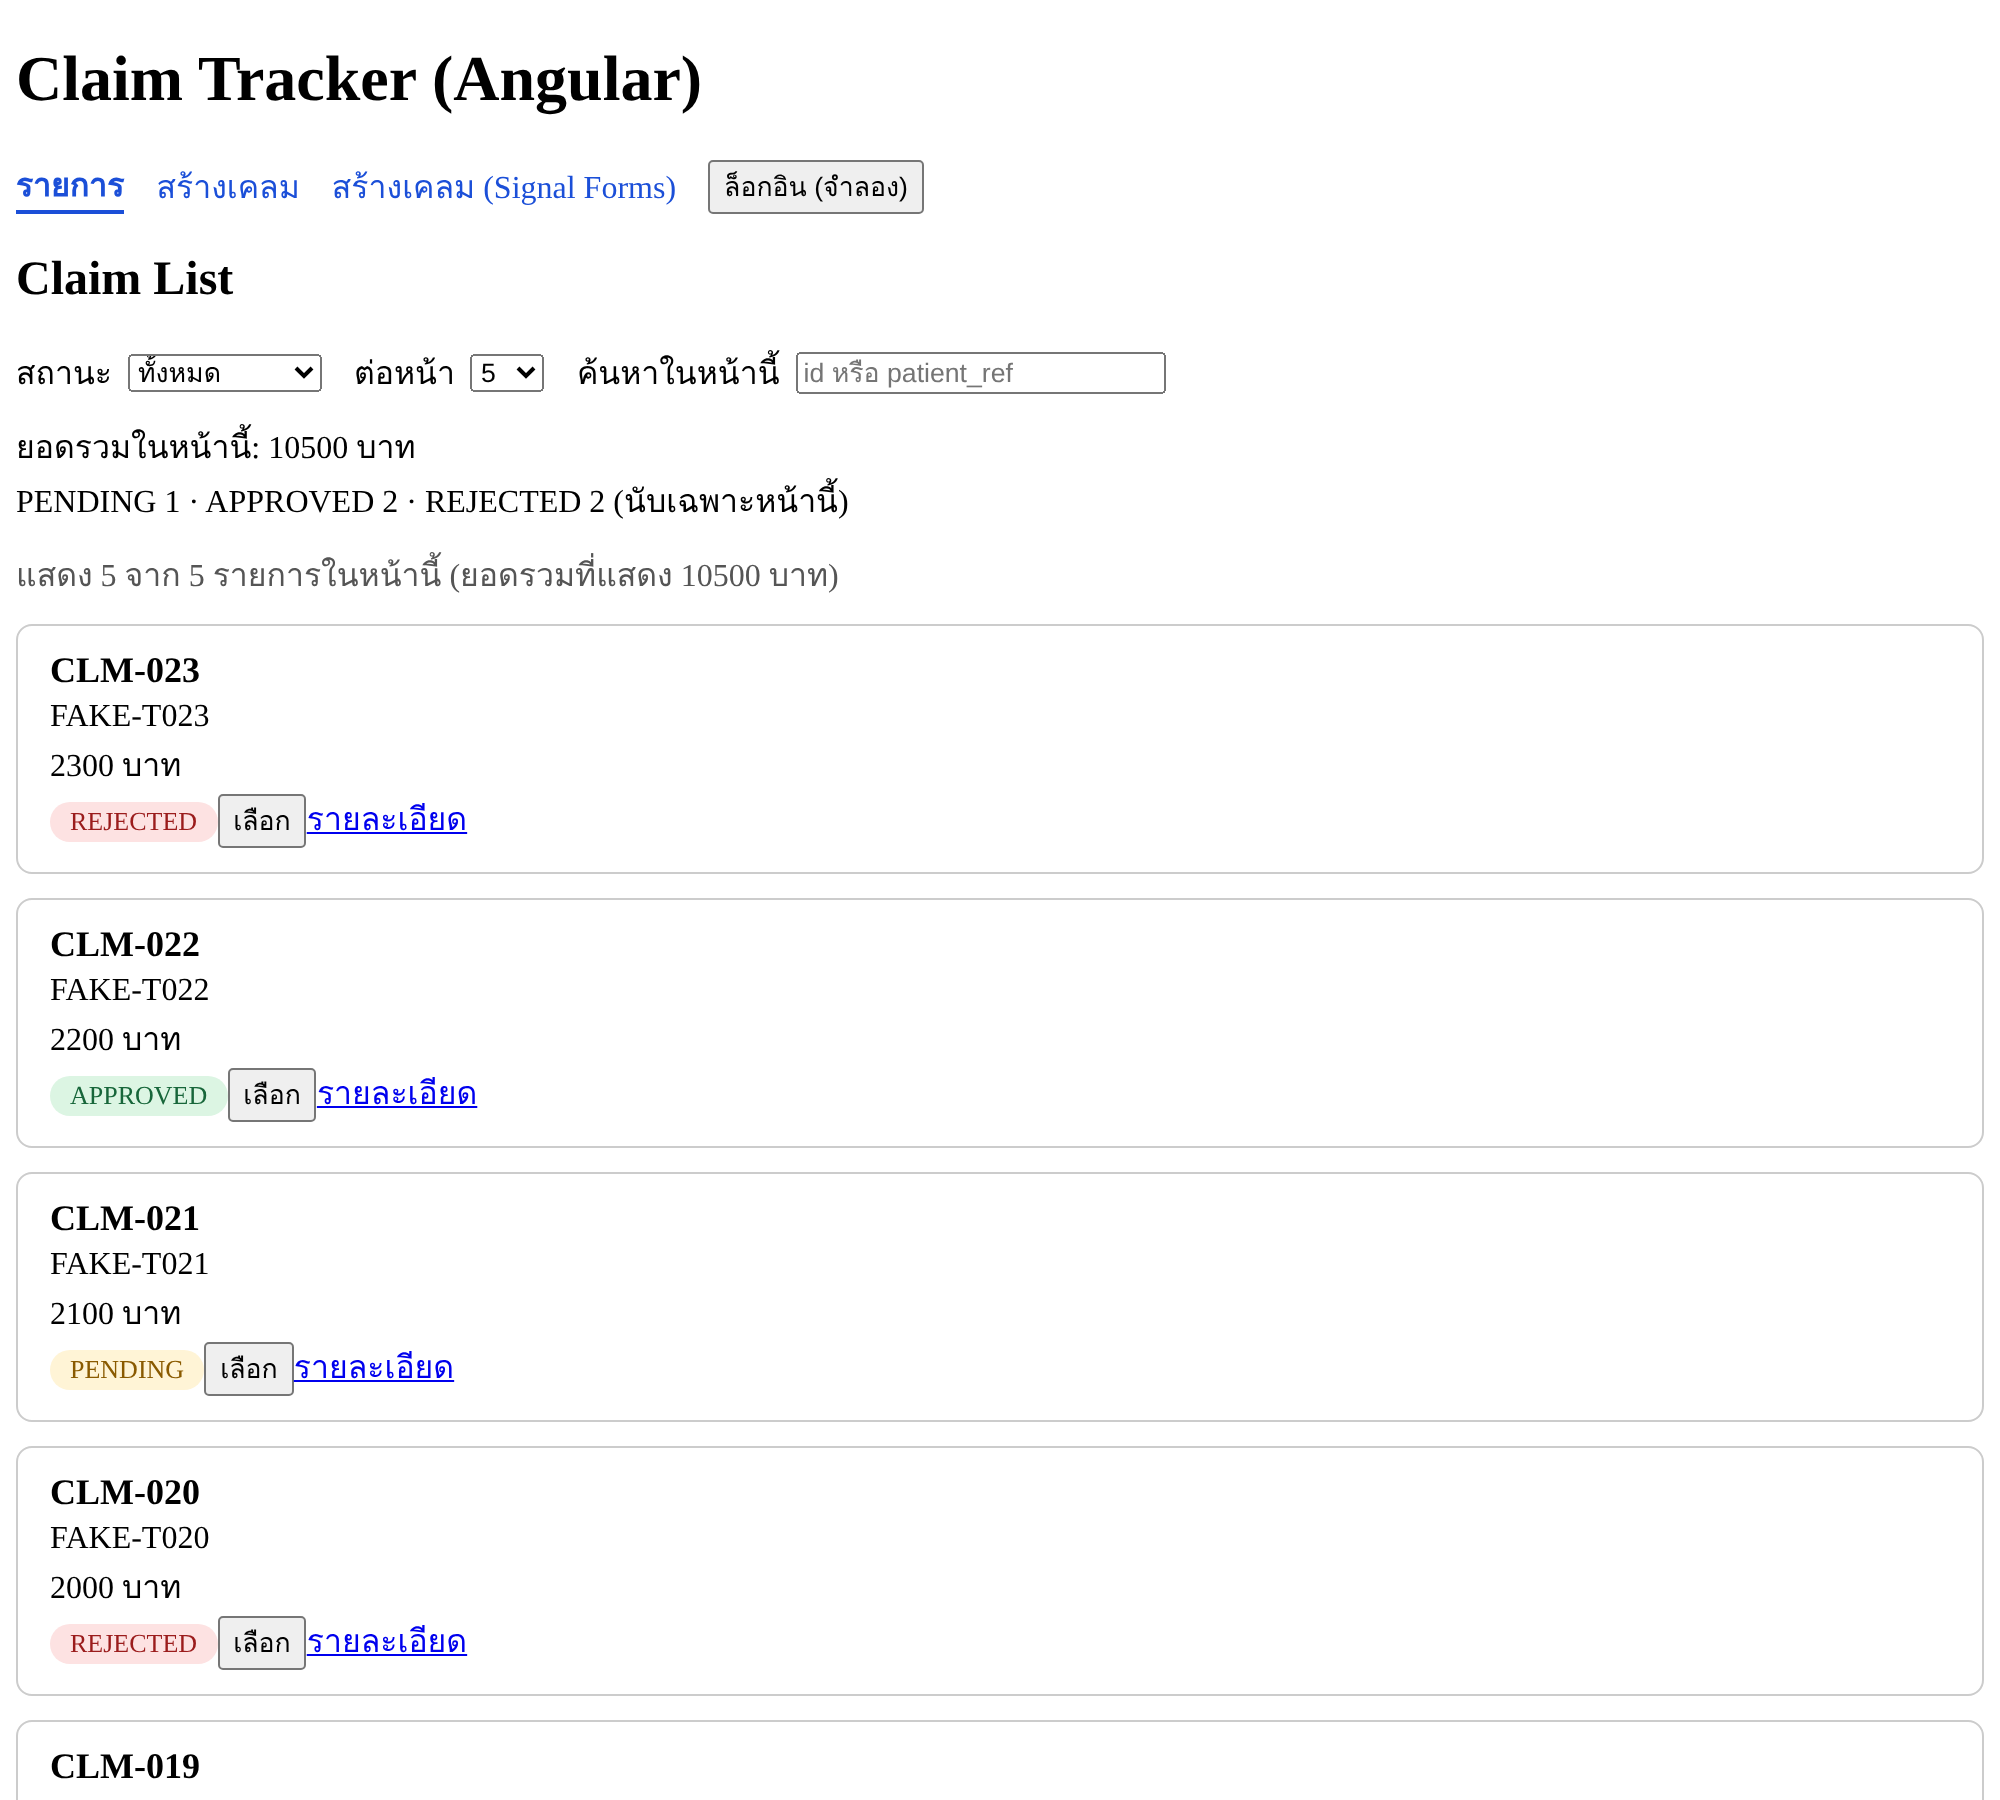 Claim Tracker (Angular)
รายการ สร้างเคลม สร้างเคลม (Signal Forms) ล็อกอิน (จำลอง)
Claim List
สถานะ ทั้งหมด ต่อหน้า 5 ค้นหาในหน้านี้ id หรือ patient_ref
ยอดรวมในหน้านี้: 10500 บาท
PENDING 1 · APPROVED 2 · REJECTED 2 (นับเฉพาะหน้านี้)
แสดง 5 จาก 5 รายการในหน้านี้ (ยอดรวมที่แสดง 10500 บาท)
CLM-023
FAKE-T023
2300 บาท
REJECTED เลือก รายละเอียด
CLM-022
FAKE-T022
2200 บาท
APPROVED เลือก รายละเอียด
CLM-021
FAKE-T021
2100 บาท
PENDING เลือก รายละเอียด
CLM-020
FAKE-T020
2000 บาท
REJECTED เลือก รายละเอียด
CLM-019